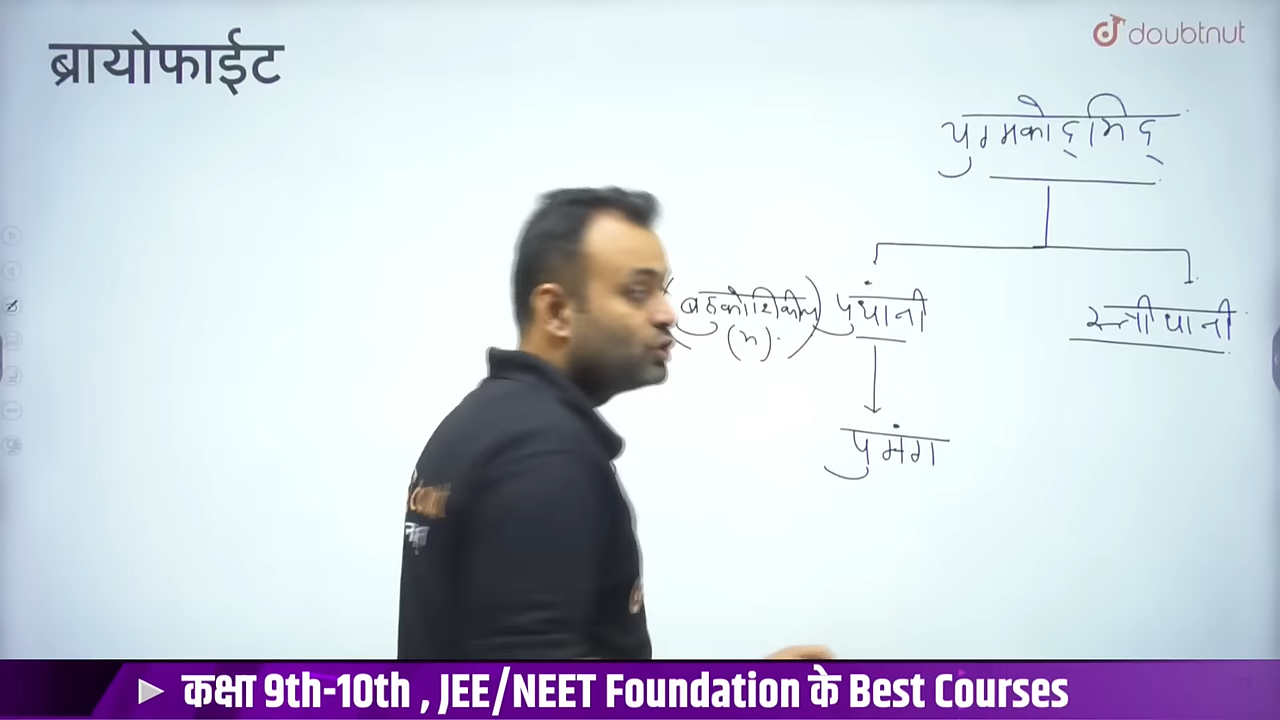 ब्रायोफाईट
doubtnut
युग्मकोद्भिद्
(बहुकोशिकीय) पुंधानी
स्त्रीधानी
(n)
पुमंग
कक्षा 9th-10th , JEE/NEET Foundation के Best Courses